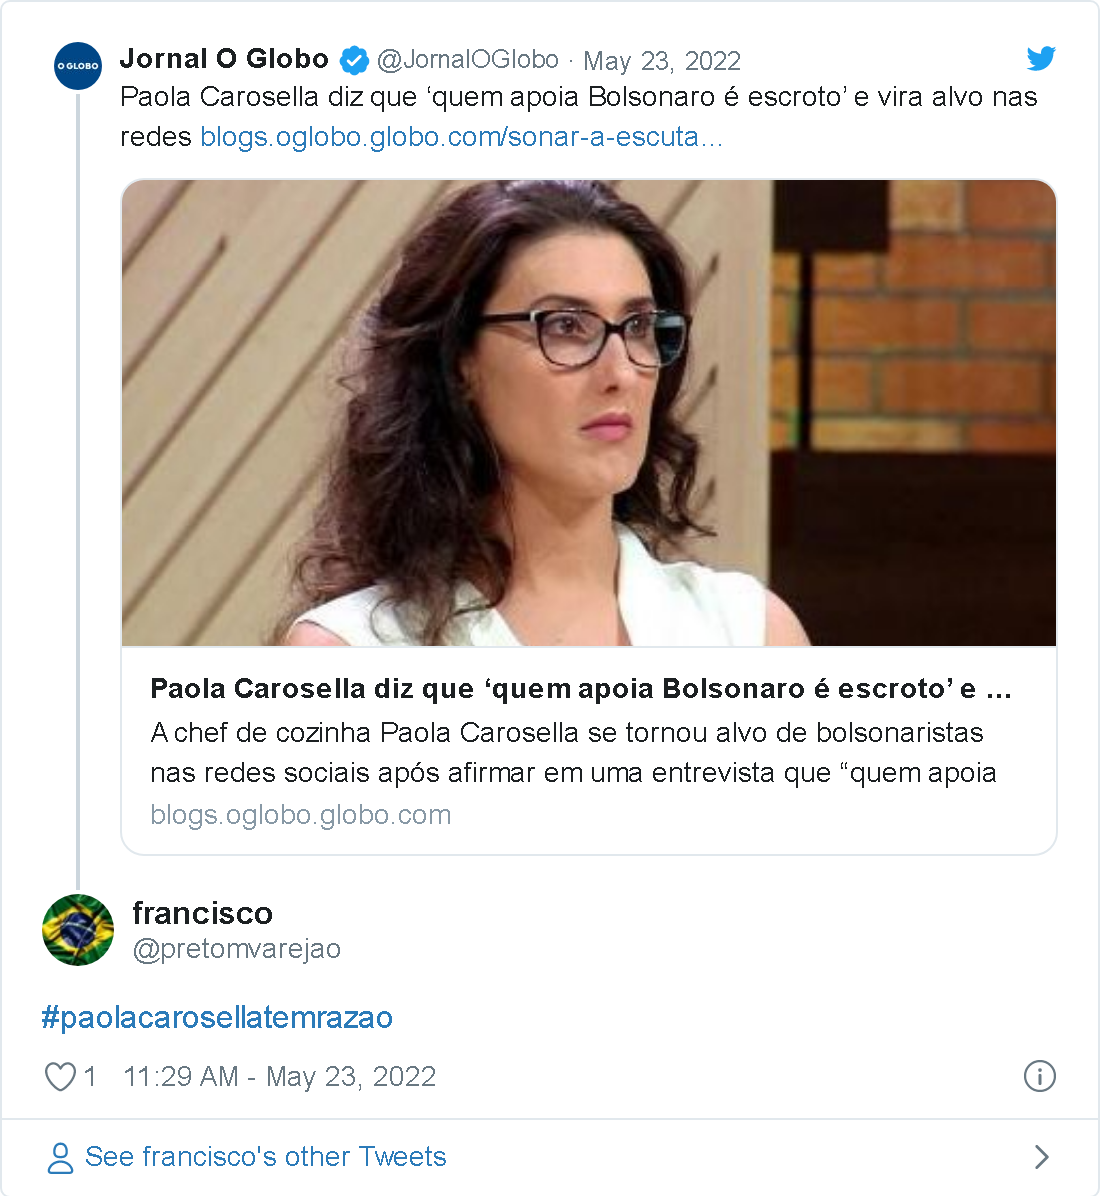 O GLOBO
Jornal O Globo @JornalOGlobo · May 23, 2022
Paola Carosella diz que ‘quem apoia Bolsonaro é escroto’ e vira alvo nas
redes blogs.oglobo.globo.com/sonar-a-escuta…
Paola Carosella diz que ‘quem apoia Bolsonaro é escroto’ e …
A chef de cozinha Paola Carosella se tornou alvo de bolsonaristas
nas redes sociais após afirmar em uma entrevista que “quem apoia
blogs.oglobo.globo.com
francisco
@pretomvarejao
#paolacarosellatemrazao
1 11:29 AM - May 23, 2022
See francisco's other Tweets